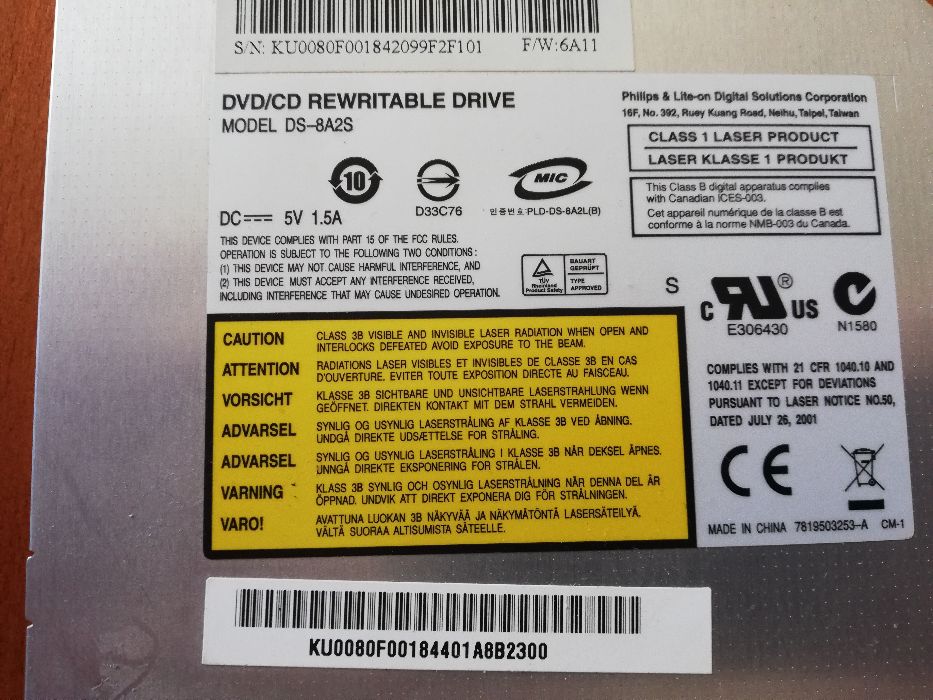 S/N: KU0080F001842099F2F101 F/W:6A11
DVD/CD REWRITABLE DRIVE
MODEL DS-8A2S
Philips & Lite-on Digital Solutions Corporation
16F, No. 392, Ruey Kuang Road, Neihu, Taipei, Taiwan
CLASS 1 LASER PRODUCT
LASER KLASSE 1 PRODUKT
This Class B digital apparatus complies
with Canadian ICES-003.
Cet appareil numérique de la classe B est
conforme à la norme NMB-003 du Canada.
10
D33C76
MIC
인증번호:PLD-DS-8A2L(B)
DC 5V 1.5A
THIS DEVICE COMPLIES WITH PART 15 OF THE FCC RULES.
OPERATION IS SUBJECT TO THE FOLLOWING TWO CONDITIONS :
(1) THIS DEVICE MAY NOT CAUSE HARMFUL INTERFERENCE, AND
(2) THIS DEVICE MUST ACCEPT ANY INTERFERENCE RECEIVED,
INCLUDING INTERFERENCE THAT MAY CAUSE UNDESIRED OPERATION.
TÜV
Rheinland
Product Safety
BAUART
GEPRÜFT
TYPE
APPROVED
S
C RU US ®
E306430
N1580
CAUTION CLASS 3B VISIBLE AND INVISIBLE LASER RADIATION WHEN OPEN AND
INTERLOCKS DEFEATED AVOID EXPOSURE TO THE BEAM.
ATTENTION RADIATIONS LASER VISIBLES ET INVISIBLES DE CLASSE 3B EN CAS
D'OUVERTURE. EVITER TOUTE EXPOSITION DIRECTE AU FAISCEAU.
VORSICHT KLASSE 3B SICHTBARE UND UNSICHTBARE LASERSTRAHLUNG WENN
GEÖFFNET. DIREKTEN KONTAKT MIT DEM STRAHL VERMEIDEN.
ADVARSEL SYNLIG OG USYNLIG LASERSTRÅLING AF KLASSE 3B VED ÅBNING.
UNDGÅ DIREKTE UDSÆTTELSE FOR STRÅLING.
ADVARSEL SYNLIG OG USYNLIG LASERSTRÅLING I KLASSE 3B NÅR DEKSEL ÅPNES.
UNNGÅ DIREKTE EKSPONERING FOR STRÅLEN.
VARNING KLASS 3B SYNLIG OCH OSYNLIG LASERSTRÅLNING NÅR DENNA DEL ÅR
ÖPPNAD. UNDVIK ATT DIREKT EXPONERA DIG FÖR STRÅLNINGEN.
VARO! AVATTUNA LUOKAN 3B NÄKYVÄÄ JA NÄKYMÄTÖNTÄ LASERSÄTEILYÄ.
VÄLTÄ SUORAA ALTISUMISTA SÄTEELLE.
COMPLIES WITH 21 CFR 1040.10 AND
1040.11 EXCEPT FOR DEVIATIONS
PURSUANT TO LASER NOTICE NO.50,
DATED JULY 26, 2001
CE
MADE IN CHINA 7819503253-A CM-1
KU0080F00184401A8B2300